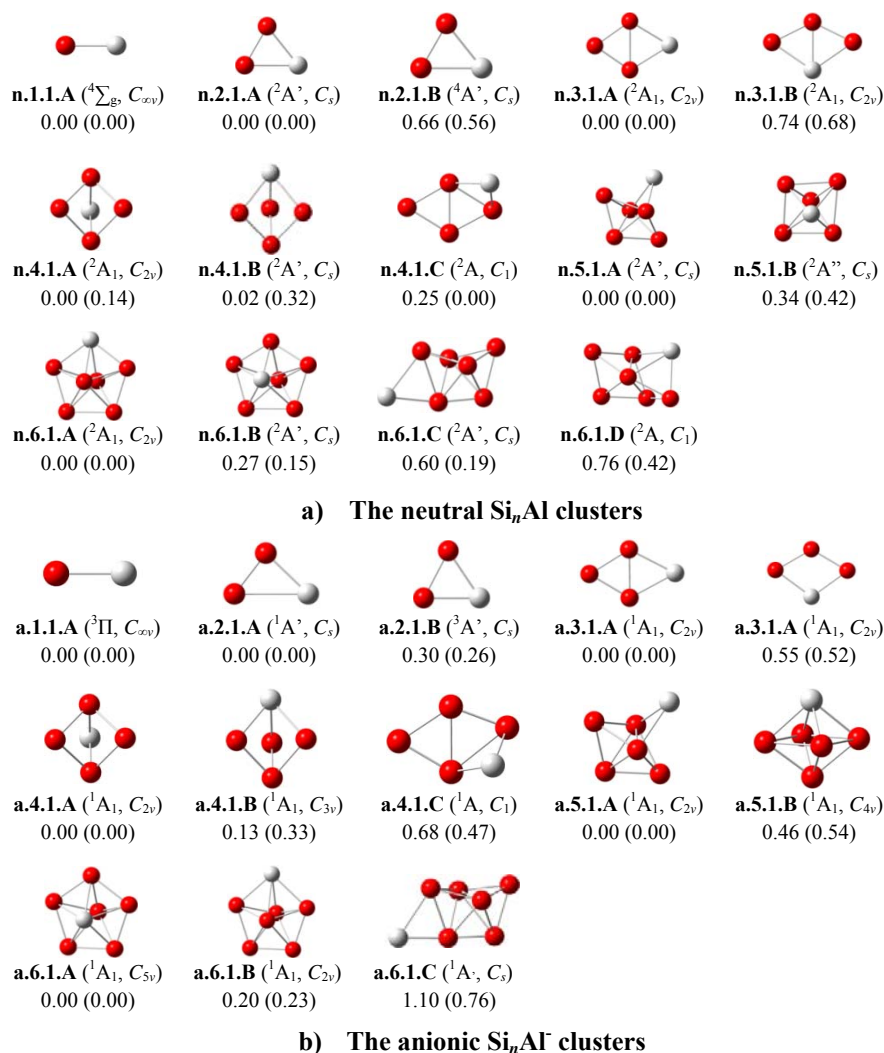 n.1.1.A (⁴∑g, C∞v) n.2.1.A (²A’, Cs) n.2.1.B (⁴A’, Cs) n.3.1.A (²A₁, C2v) n.3.1.B (²A₁, C2v)
0.00 (0.00) 0.00 (0.00) 0.66 (0.56) 0.00 (0.00) 0.74 (0.68)
n.4.1.A (²A₁, C2v) n.4.1.B (²A’, Cs) n.4.1.C (²A, C₁) n.5.1.A (²A’, Cs) n.5.1.B (²A”, Cs)
0.00 (0.14) 0.02 (0.32) 0.25 (0.00) 0.00 (0.00) 0.34 (0.42)
n.6.1.A (²A₁, C2v) n.6.1.B (²A’, Cs) n.6.1.C (²A’, Cs) n.6.1.D (²A, C₁)
0.00 (0.00) 0.27 (0.15) 0.60 (0.19) 0.76 (0.42)
a) The neutral SinAl clusters
a.1.1.A (³Π, C∞v) a.2.1.A (¹A’, Cs) a.2.1.B (³A’, Cs) a.3.1.A (¹A₁, C2v) a.3.1.A (¹A₁, C2v)
0.00 (0.00) 0.00 (0.00) 0.30 (0.26) 0.00 (0.00) 0.55 (0.52)
a.4.1.A (¹A₁, C2v) a.4.1.B (¹A₁, C3v) a.4.1.C (¹A, C₁) a.5.1.A (¹A₁, C2v) a.5.1.B (¹A₁, C4v)
0.00 (0.00) 0.13 (0.33) 0.68 (0.47) 0.00 (0.00) 0.46 (0.54)
a.6.1.A (¹A₁, C5v) a.6.1.B (¹A₁, C2v) a.6.1.C (¹A’, Cs)
0.00 (0.00) 0.20 (0.23) 1.10 (0.76)
b) The anionic SinAl⁻ clusters